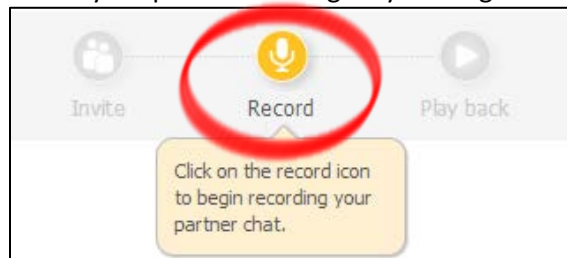 Invite Record Play back
Click on the record icon
to begin recording your
partner chat.